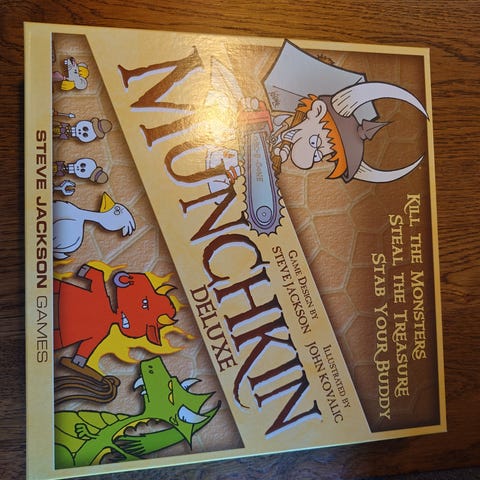 MUNCHKIN
DELUXE
KILL THE MONSTERS
STEAL THE TREASURE
STAB YOUR BUDDY
GAME DESIGN BY
STEVE JACKSON
ILLUSTRATED BY
JOHN KOVALIC
STEVE JACKSON GAMES